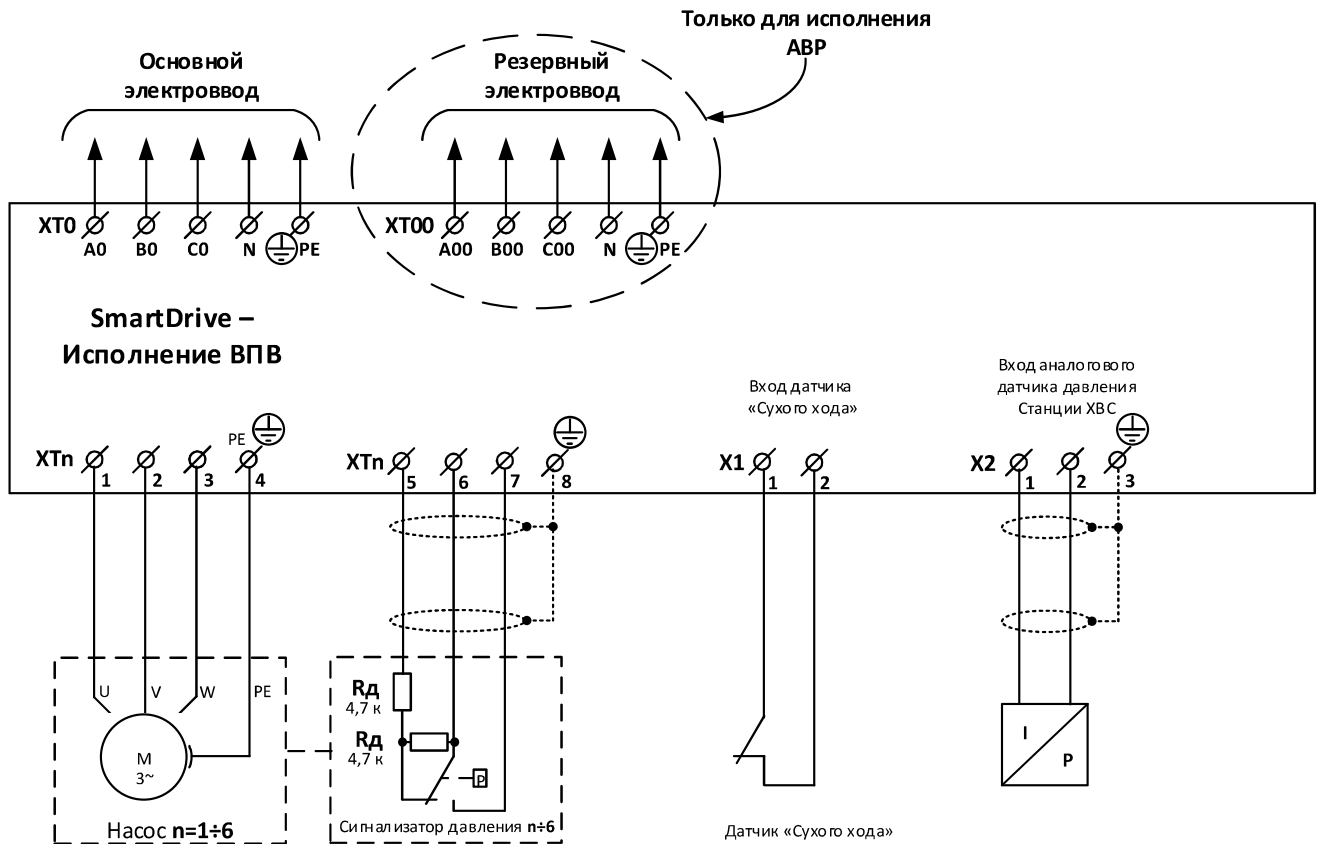 Только для исполнения
АВР
Основной
электроввод
Резервный
электроввод
XT0
A0
B0
C0
N
PE
XT00
A00
B00
C00
N
PE
SmartDrive –
Исполнение ВПВ
Вход датчика
«Сухого хода»
Вход аналогового
датчика давления
Станции ХВС
XTn
1
2
3
PE
4
XTn
5
6
7
8
X1
1
2
X2
1
2
3
U
V
W
PE
M
3~
Насос n=1÷6
Rд
4,7 к
Rд
4,7 к
P
Сигнализатор давления n÷6
Датчик «Сухого хода»
I
P